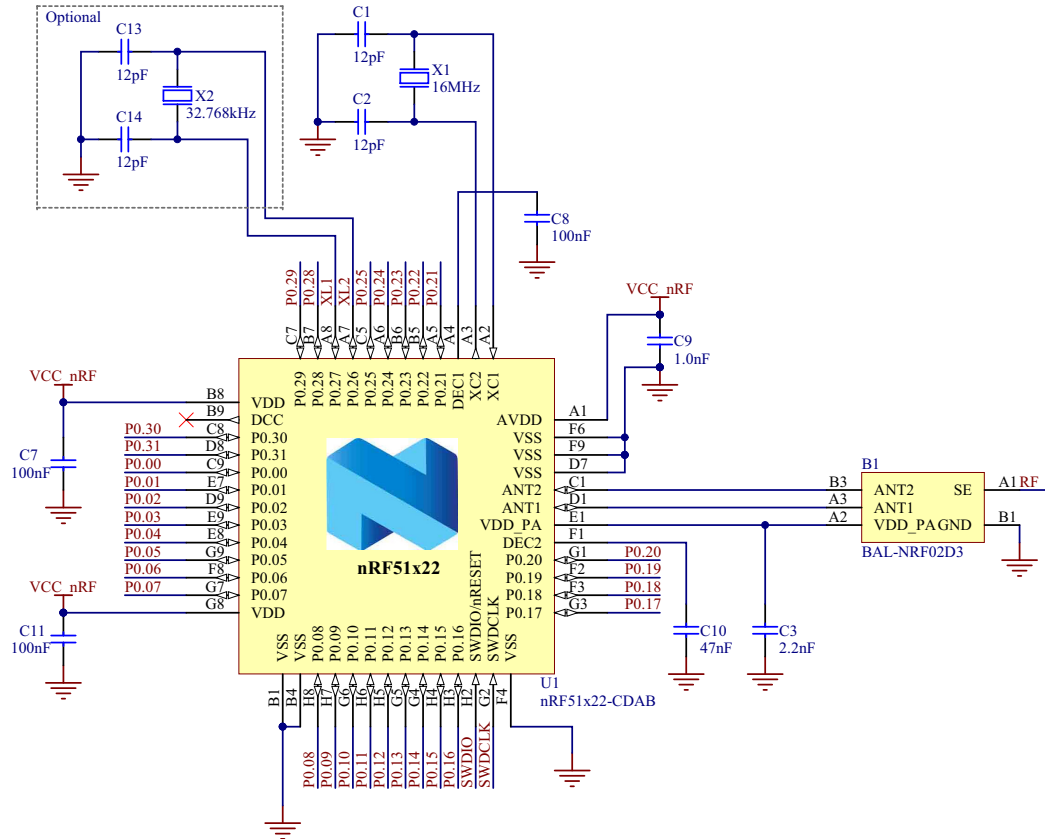 Optional
C13
12pF
X2
32.768kHz
C14
12pF
C1
12pF
X1
16MHz
C2
12pF
C8
100nF
P0.29
P0.28
XL1
XL2
P0.25
P0.24
P0.23
P0.22
P0.21
C7
B7
A8
A7
C5
A6
B6
B5
A5
A4
A3
A2
P0.29
P0.28
P0.27
P0.26
P0.25
P0.24
P0.23
P0.22
P0.21
DEC1
XC2
XC1
VCC_nRF
C9
1.0nF
VCC_nRF
C7
100nF
B8 VDD
B9 DCC
P0.30 C8 P0.30
P0.31 D8 P0.31
P0.00 C9 P0.00
P0.01 E7 P0.01
P0.02 D9 P0.02
P0.03 E9 P0.03
P0.04 E8 P0.04
P0.05 G9 P0.05
P0.06 F8 P0.06
P0.07 G7 P0.07
G8 VDD
VCC_nRF
C11
100nF
nRF51x22
AVDD A1
VSS F6
VSS F9
VSS D7
ANT2 C1
ANT1 D1
VDD_PA E1
DEC2 F1
P0.20 G1 P0.20
P0.19 F2 P0.19
P0.18 F3 P0.18
P0.17 G3 P0.17
B1
B3 ANT2 SE A1 RF
A3 ANT1
A2 VDD_PA GND B1
BAL-NRF02D3
C10
47nF
C3
2.2nF
VSS
VSS
P0.08
P0.09
P0.10
P0.11
P0.12
P0.13
P0.14
P0.15
P0.16
SWDIO/nRESET
SWDCLK
VSS
U1
nRF51x22-CDAB
B1
B4
H8
H7
G6
H6
H5
G5
G4
H4
H3
H2
G2
F4
P0.08
P0.09
P0.10
P0.11
P0.12
P0.13
P0.14
P0.15
P0.16
SWDIO
SWDCLK